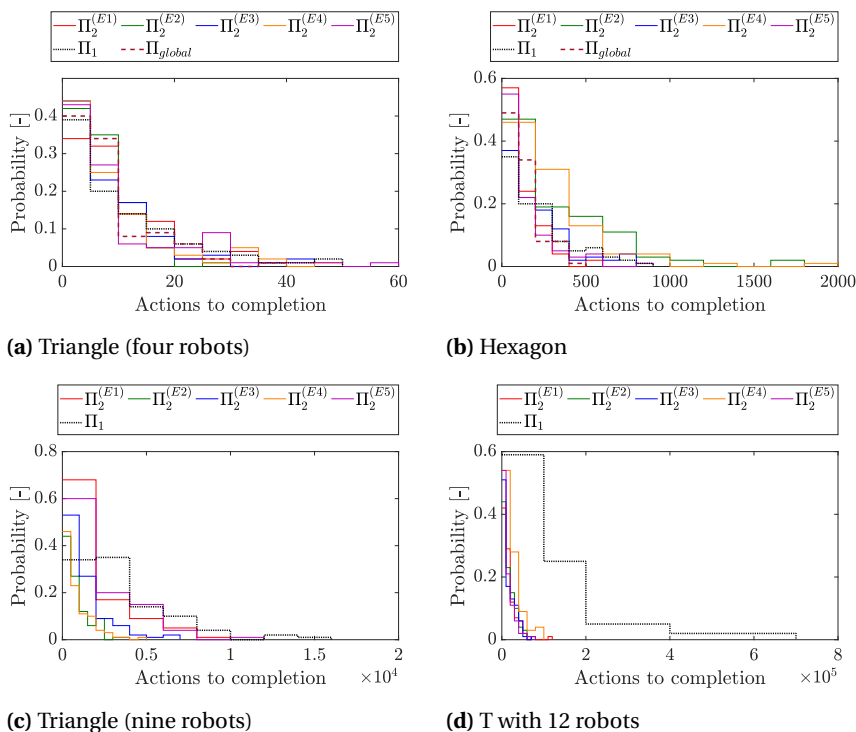 Π₂^(E1) Π₂^(E2) Π₂^(E3) Π₂^(E4) Π₂^(E5)
Π₁ Π_global
Probability [-]
0.4
0.3
0.2
0.1
0
0 20 40 60
Actions to completion
(a) Triangle (four robots)
Π₂^(E1) Π₂^(E2) Π₂^(E3) Π₂^(E4) Π₂^(E5)
Π₁ Π_global
Probability [-]
0.6
0.4
0.2
0
0 500 1000 1500 2000
Actions to completion
(b) Hexagon
Π₂^(E1) Π₂^(E2) Π₂^(E3) Π₂^(E4) Π₂^(E5)
Π₁
Probability [-]
0.8
0.6
0.4
0.2
0
0 0.5 1 1.5 2
Actions to completion ×10⁴
(c) Triangle (nine robots)
Π₂^(E1) Π₂^(E2) Π₂^(E3) Π₂^(E4) Π₂^(E5)
Π₁
Probability [-]
0.6
0.4
0.2
0
0 2 4 6 8
Actions to completion ×10⁵
(d) T with 12 robots